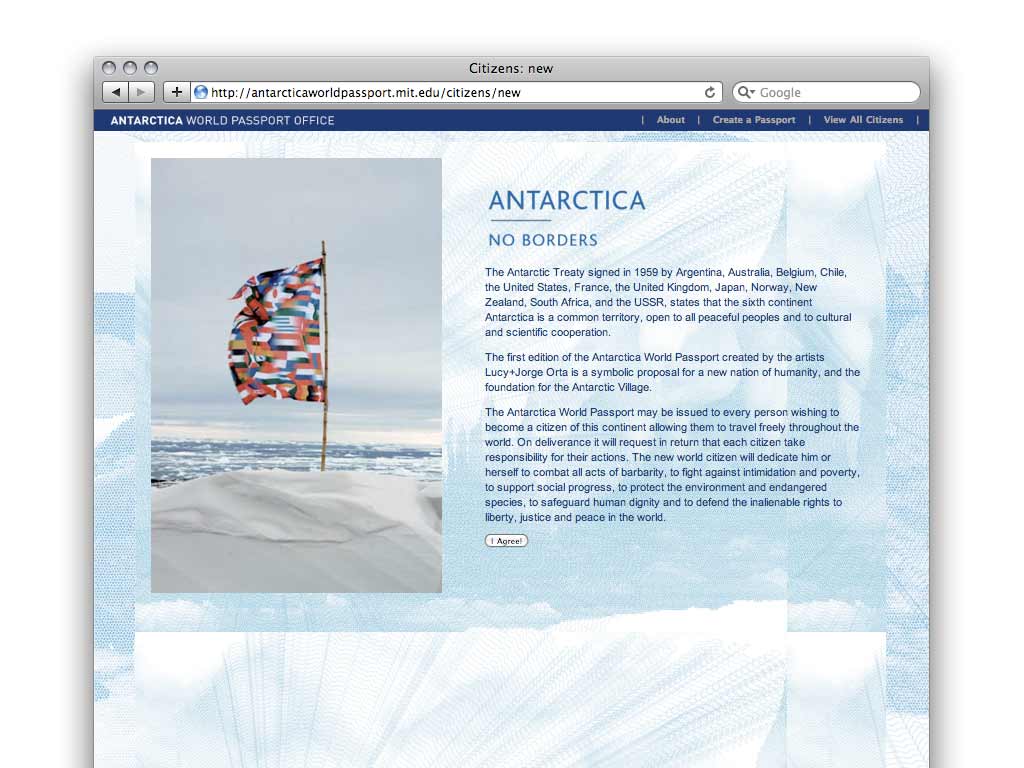 Citizens: new
http://antarcticaworldpassport.mit.edu/citizens/new
Google
ANTARCTICA WORLD PASSPORT OFFICE
| About | Create a Passport | View All Citizens |
ANTARCTICA
NO BORDERS
The Antarctic Treaty signed in 1959 by Argentina, Australia, Belgium, Chile,
the United States, France, the United Kingdom, Japan, Norway, New
Zealand, South Africa, and the USSR, states that the sixth continent
Antarctica is a common territory, open to all peaceful peoples and to cultural
and scientific cooperation.
The first edition of the Antarctica World Passport created by the artists
Lucy+Jorge Orta is a symbolic proposal for a new nation of humanity, and the
foundation for the Antarctic Village.
The Antarctica World Passport may be issued to every person wishing to
become a citizen of this continent allowing them to travel freely throughout the
world. On deliverance it will request in return that each citizen take
responsibility for their actions. The new world citizen will dedicate him or
herself to combat all acts of barbarity, to fight against intimidation and poverty,
to support social progress, to protect the environment and endangered
species, to safeguard human dignity and to defend the inalienable rights to
liberty, justice and peace in the world.
I Agree!